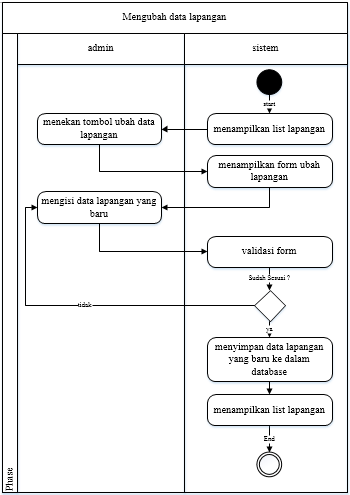 Mengubah data lapangan
admin
sistem
start
menampilkan list lapangan
menekan tombol ubah data
lapangan
menampilkan form ubah
lapangan
mengisi data lapangan yang
baru
validasi form
Sudah Sesuai ?
tidak
ya
menyimpan data lapangan
yang baru ke dalam
database
menampilkan list lapangan
End
Phase